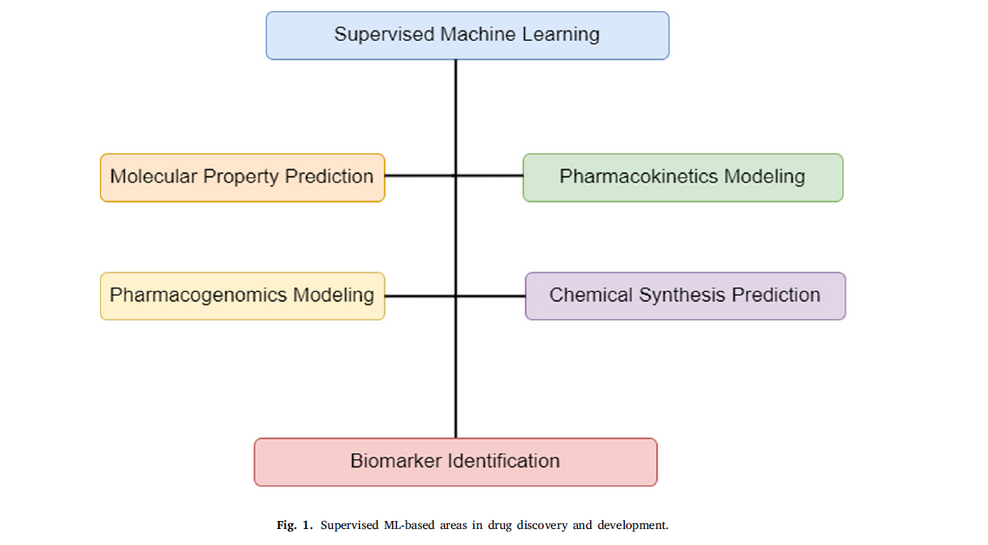 Supervised Machine Learning
Molecular Property Prediction
Pharmacokinetics Modeling
Pharmacogenomics Modeling
Chemical Synthesis Prediction
Biomarker Identification
Fig. 1. Supervised ML-based areas in drug discovery and development.